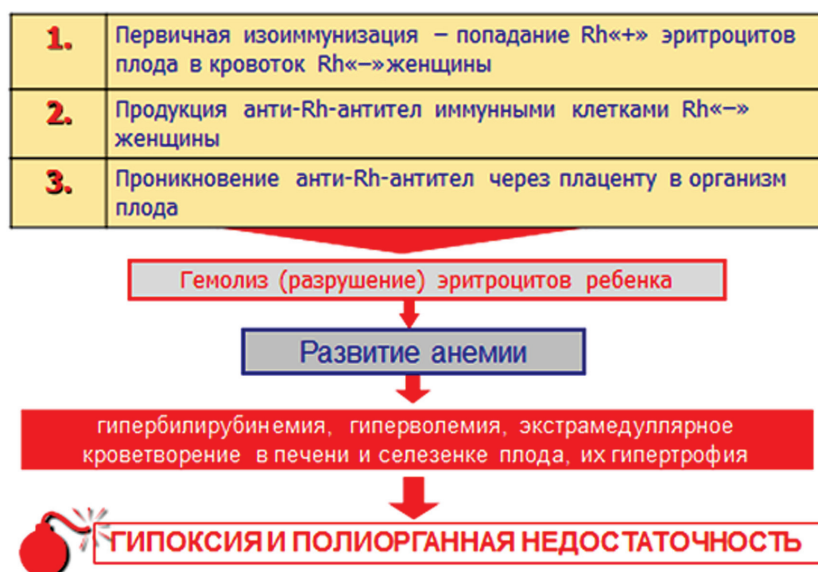 1.
Первичная изоиммунизация – попадание Rh«+» эритроцитов
плода в кровоток Rh«–»женщины
2.
Продукция анти-Rh-антител иммунными клетками Rh«–»
женщины
3.
Проникновение анти-Rh-антител через плаценту в организм
плода
Гемолиз (разрушение) эритроцитов ребенка
Развитие анемии
гипербилирубинемия, гиперволемия, экстрамедуллярное
кроветворение в печени и селезенке плода, их гипертрофия
ГИПОКСИЯ И ПОЛИОРГАННАЯ НЕДОСТАТОЧНОСТЬ